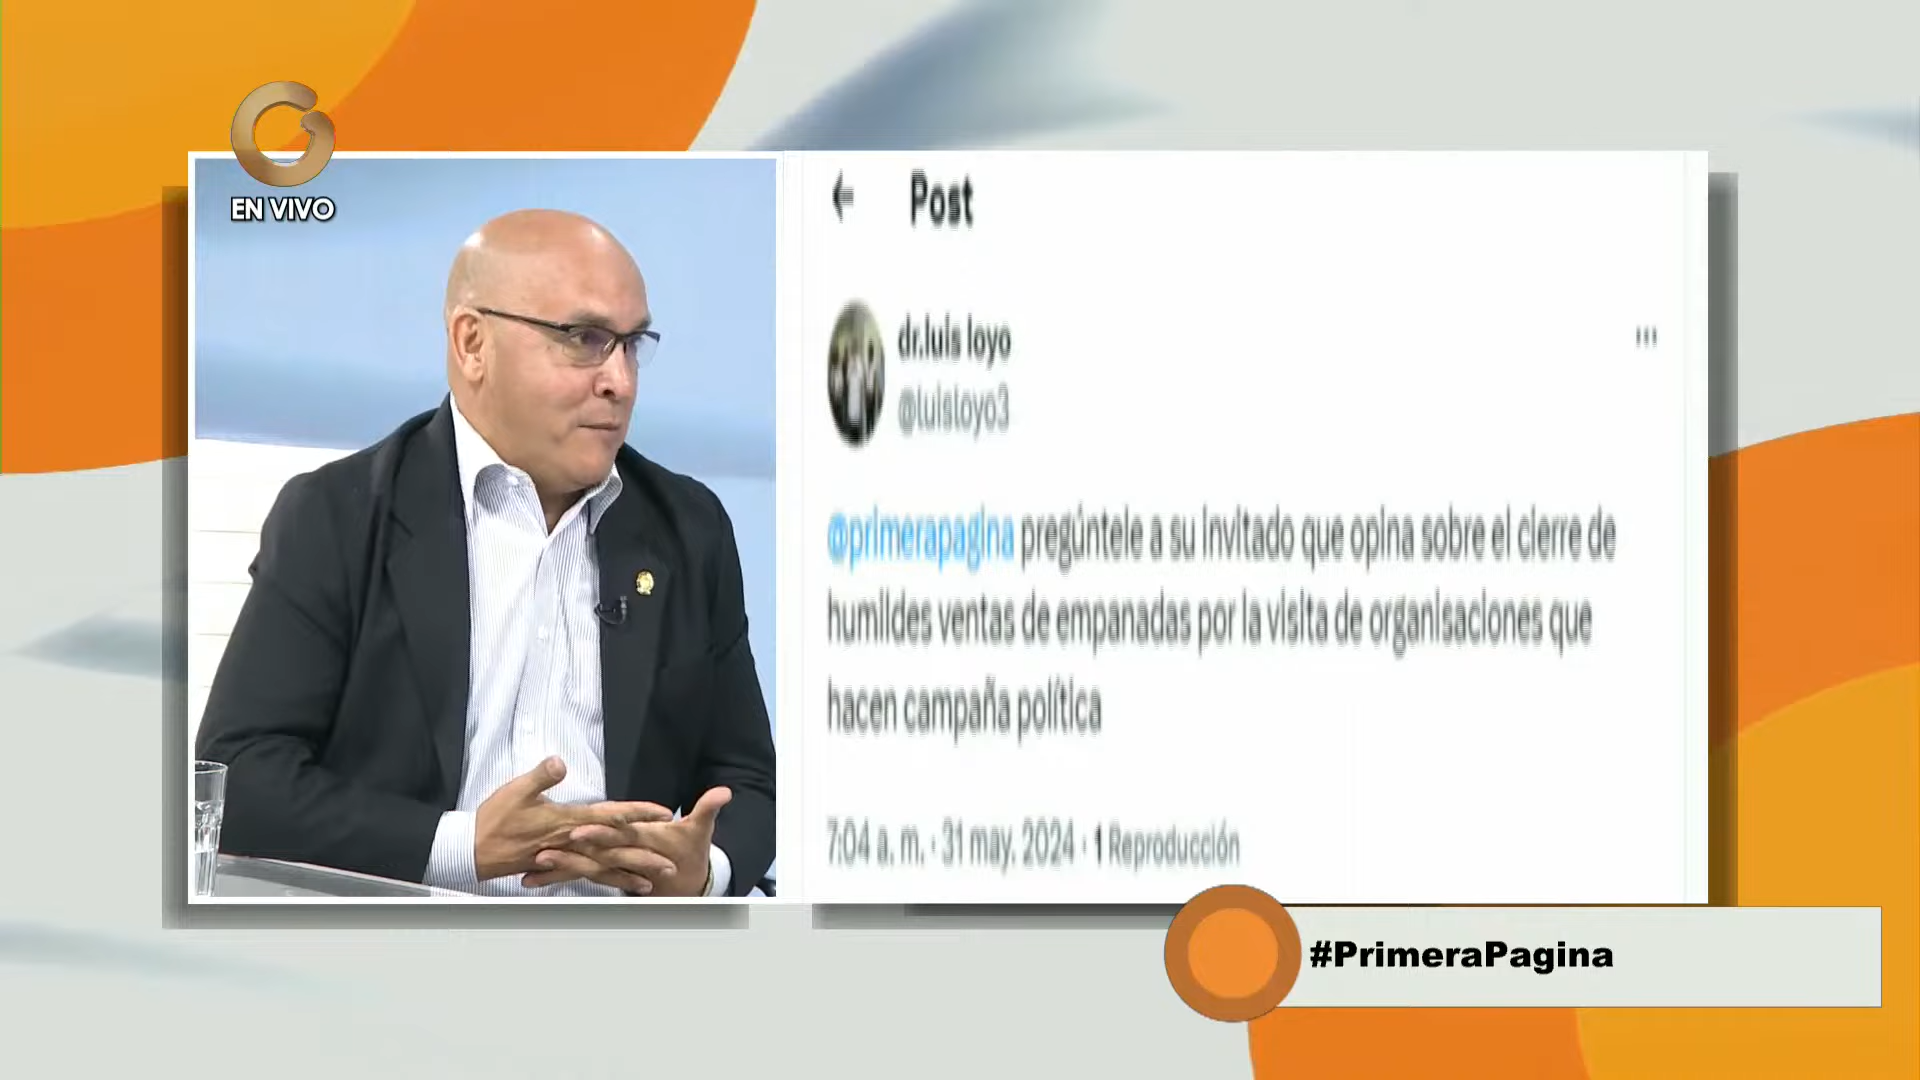 EN VIVO
Post
dr.luis loyo
@luisloyo3
@primerapagina pregúntele a su invitado que opina sobre el cierre de
humildes ventas de empanadas por la visita de organisaciones que
hacen campaña política
7:04 a. m. · 31 may. 2024 · 1 Reproducción
#PrimeraPagina